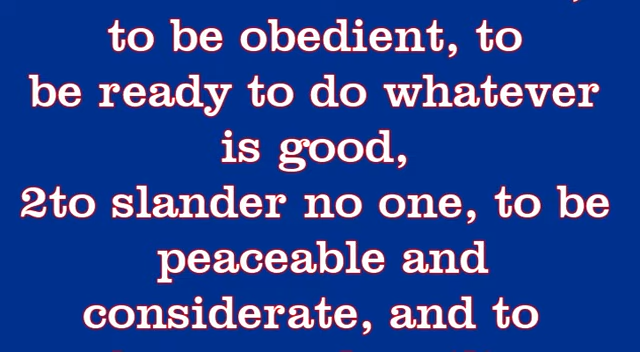 to be obedient, to
be ready to do whatever
is good,
2to slander no one, to be
peaceable and
considerate, and to